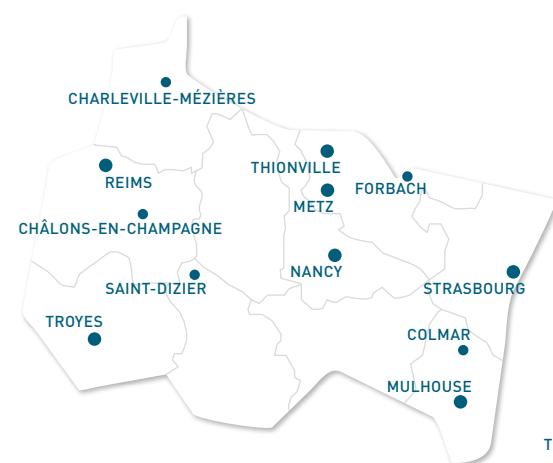 CHARLEVILLE-MÉZIÈRES
THIONVILLE
REIMS
FORBACH
METZ
CHÂLONS-EN-CHAMPAGNE
NANCY
SAINT-DIZIER
STRASBOURG
TROYES
COLMAR
MULHOUSE
T